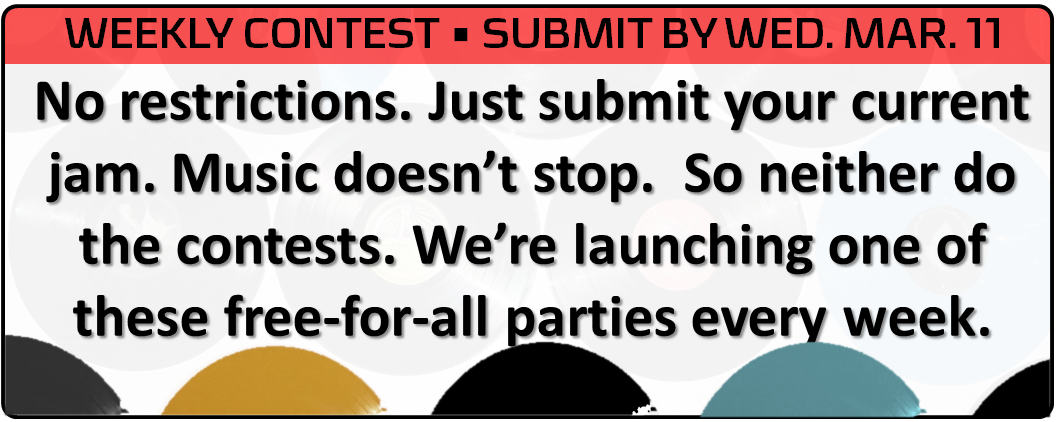 WEEKLY CONTEST ▪ SUBMIT BY WED. MAR. 11
No restrictions. Just submit your current
jam. Music doesn’t stop.  So neither do
the contests. We’re launching one of
these free-for-all parties every week.